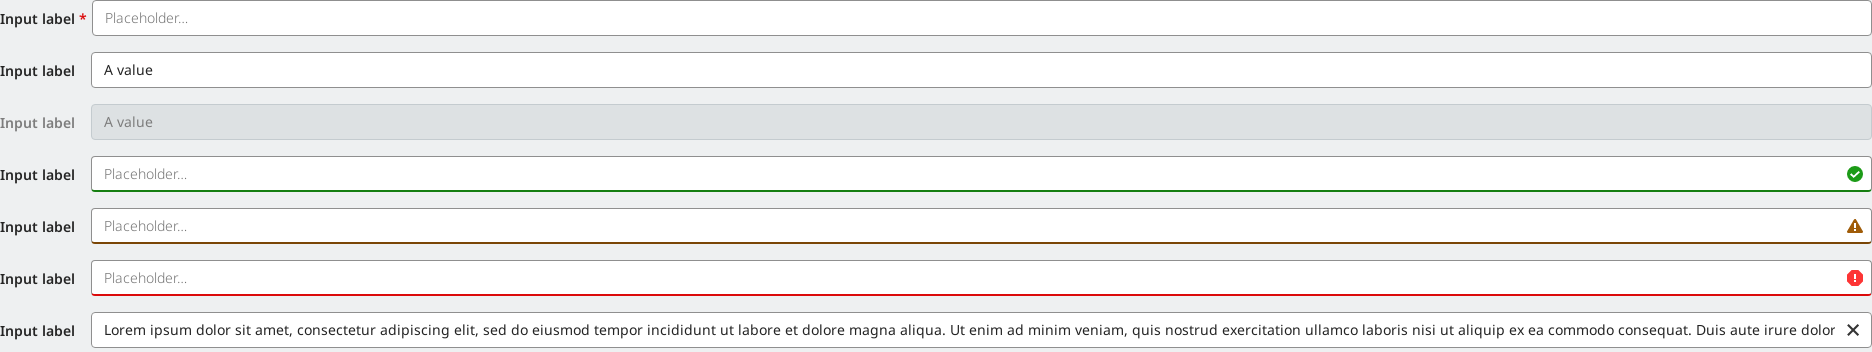 Input label * Placeholder...
Input label A value
Input label A value
Input label Placeholder...
Input label Placeholder...
Input label Placeholder...
Input label Lorem ipsum dolor sit amet, consectetur adipiscing elit, sed do eiusmod tempor incididunt ut labore et dolore magna aliqua. Ut enim ad minim veniam, quis nostrud exercitation ullamco laboris nisi ut aliquip ex ea commodo consequat. Duis aute irure dolor